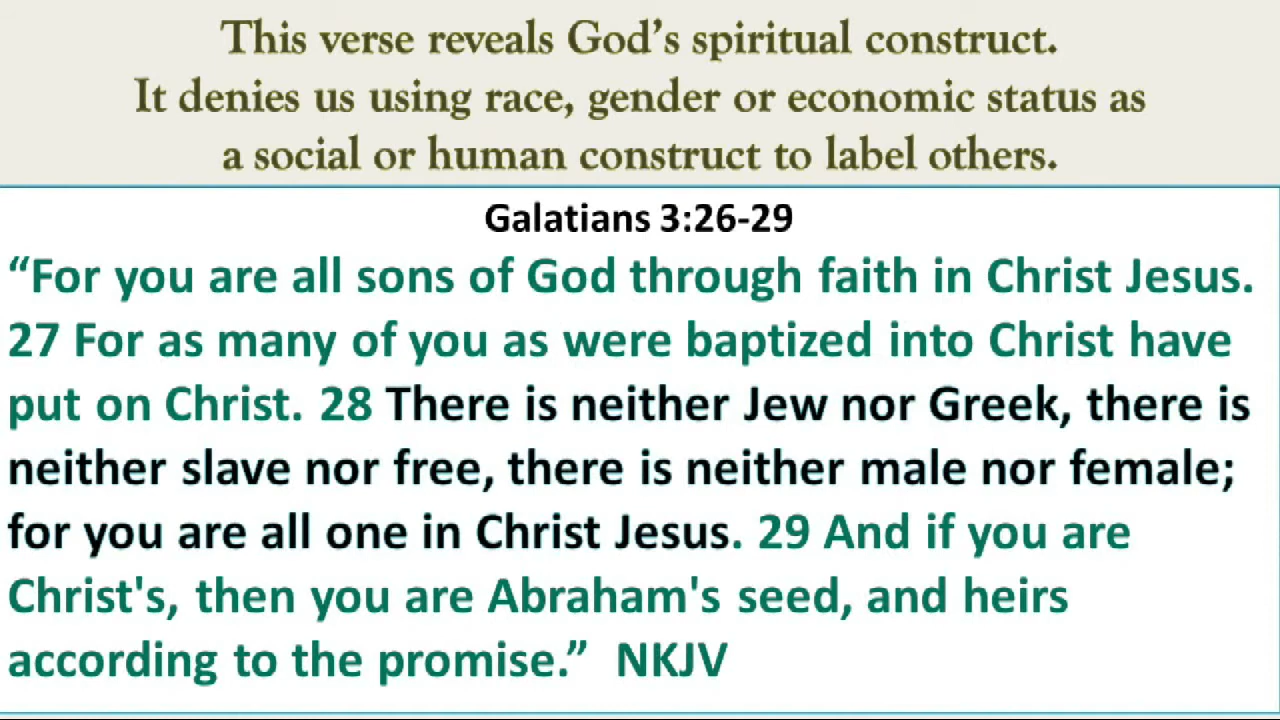 This verse reveals God’s spiritual construct.
It denies us using race, gender or economic status as
a social or human construct to label others.
Galatians 3:26-29
“For you are all sons of God through faith in Christ Jesus.
27 For as many of you as were baptized into Christ have
put on Christ. 28 There is neither Jew nor Greek, there is
neither slave nor free, there is neither male nor female;
for you are all one in Christ Jesus. 29 And if you are
Christ's, then you are Abraham's seed, and heirs
according to the promise.” NKJV